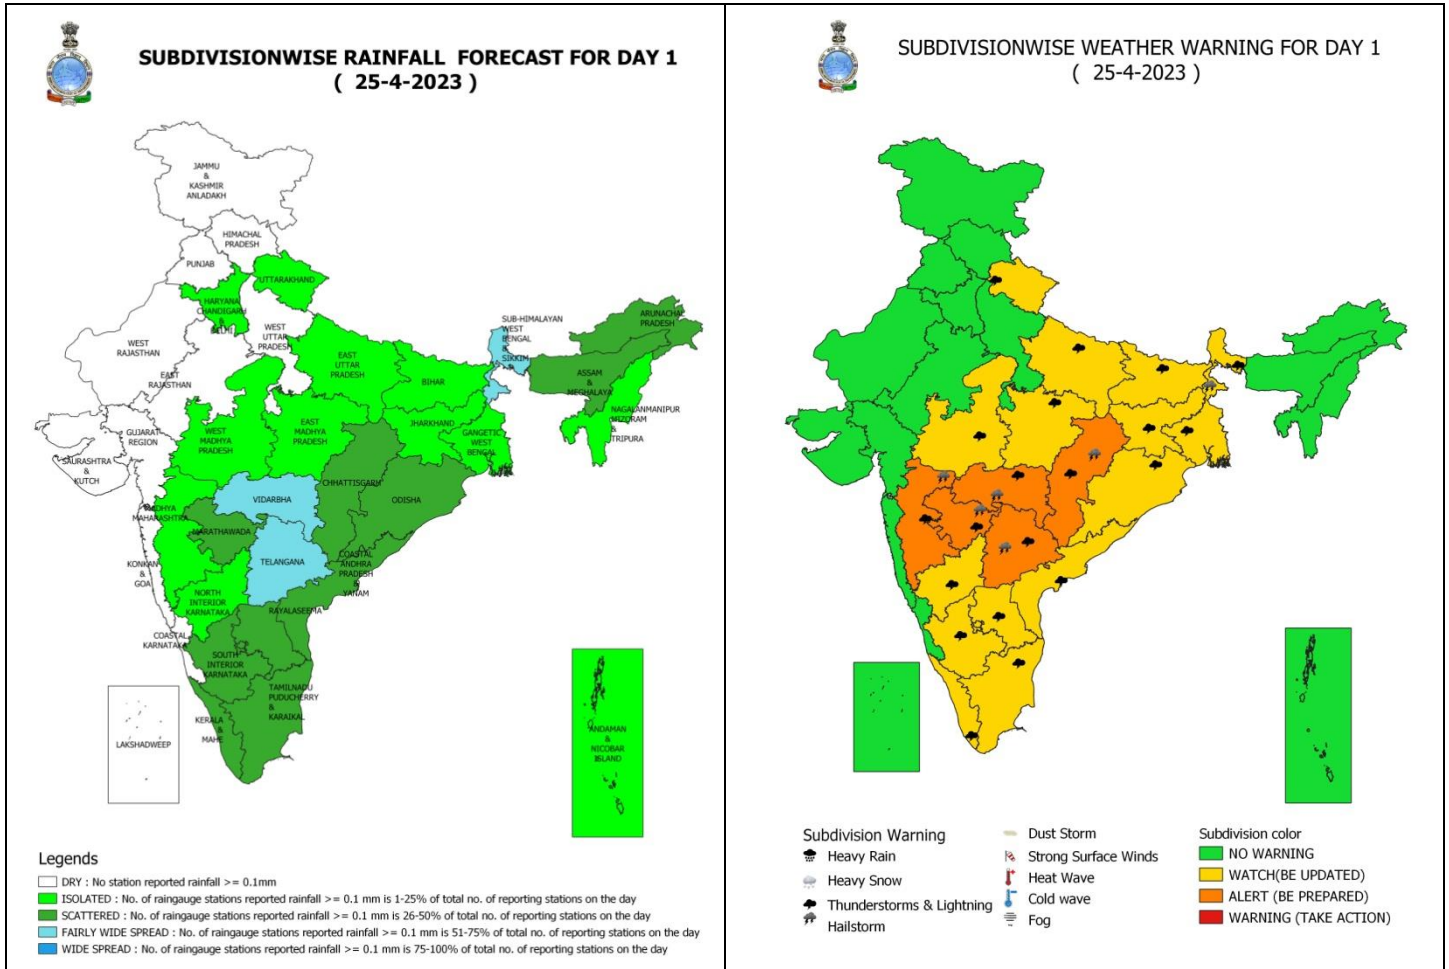 SUBDIVISIONWISE RAINFALL FORECAST FOR DAY 1
( 25-4-2023 )
JAMMU
&
KASHMIR
ANLADAKH
HIMACHAL
PRADESH
PUNJAB
UTTARAKHAND
HARYANA
CHANDIGARH
&
DELHI
WEST
RAJASTHAN
EAST
RAJASTHAN
WEST
UTTAR
PRADESH
EAST
UTTAR
PRADESH
BIHAR
SUB-HIMALAYAN
WEST
BENGAL
&
SIKKIM
ARUNACHAL
PRADESH
ASSAM
&
MEGHALAYA
NAGALANMANIPUR
MIZORAM
&
TRIPURA
GUJARAT
REGION
SAURASHTRA
&
KUTCH
WEST
MADHYA
PRADESH
EAST
MADHYA
PRADESH
JHARKHAND
GANGETIC
WEST
BENGAL
CHHATTISGARH
ODISHA
VIDARBHA
MADHYA
MAHARASHTRA
MARATHAWADA
TELANGANA
COASTAL
ANDHRA
PRADESH
&
YANAM
KONKAN
&
GOA
NORTH
INTERIOR
KARNATAKA
RAYALASEEMA
COASTAL
KARNATAKA
SOUTH
INTERIOR
KARNATAKA
TAMILNADU
PUDUCHERRY
&
KARAIKAL
KERALA
&
MAHE
LAKSHADWEEP
ANDAMAN
&
NICOBAR
ISLAND
Legends
DRY : No station reported rainfall >= 0.1mm
ISOLATED : No. of raingauge stations reported rainfall >= 0.1 mm is 1-25% of total no. of reporting stations on the day
SCATTERED : No. of raingauge stations reported rainfall >= 0.1 mm is 26-50% of total no. of reporting stations on the day
FAIRLY WIDE SPREAD : No. of raingauge stations reported rainfall >= 0.1 mm is 51-75% of total no. of reporting stations on the day
WIDE SPREAD : No. of raingauge stations reported rainfall >= 0.1 mm is 75-100% of total no. of reporting stations on the day
SUBDIVISIONWISE WEATHER WARNING FOR DAY 1
( 25-4-2023 )
Subdivision Warning
Heavy Rain
Heavy Snow
Thunderstorms & Lightning
Hailstorm
Dust Storm
Strong Surface Winds
Heat Wave
Cold wave
Fog
Subdivision color
NO WARNING
WATCH(BE UPDATED)
ALERT (BE PREPARED)
WARNING (TAKE ACTION)